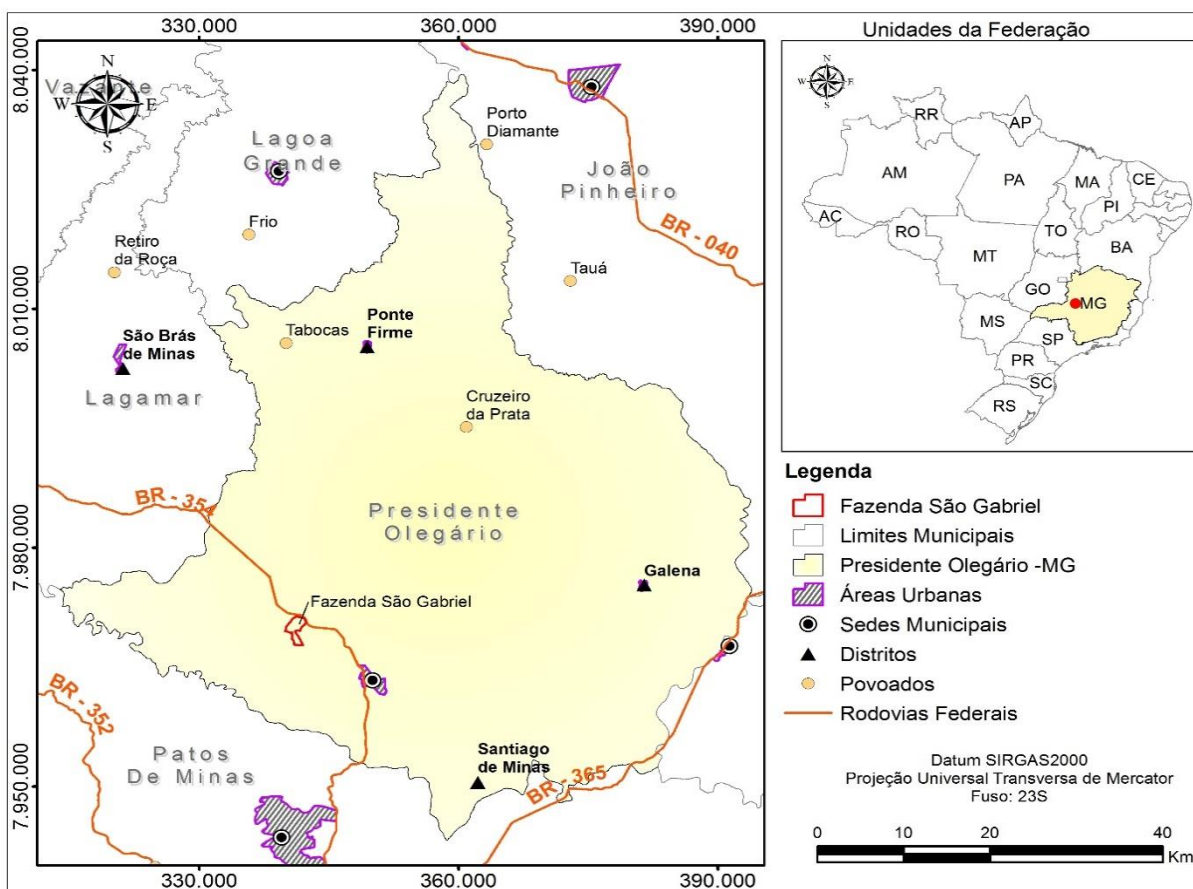 330.000
360.000
390.000
8.040.000
8.010.000
7.980.000
7.950.000
N
W
E
S
Vazante
Lagoa
Grande
Porto
Diamante
João
Pinheiro
Frio
BR - 040
Retiro
da Roça
Tauá
Tabocas
Ponte
Firme
São Brás
de Minas
Lagamar
Cruzeiro
da Prata
BR - 354
Presidente
Olegário
Galena
Fazenda São Gabriel
BR - 352
Patos
De Minas
Santiago
de Minas
BR - 365
330.000
360.000
390.000
Unidades da Federação
N
W
E
S
RR
AP
AM
PA
MA
CE
PI
AC
RO
TO
BA
MT
GO
MG
MS
SP
PR
SC
RS
Legenda
Fazenda São Gabriel
Limites Municipais
Presidente Olegário -MG
Áreas Urbanas
Sedes Municipais
Distritos
Povoados
Rodovias Federais
Datum SIRGAS2000
Projeção Universal Transversa de Mercator
Fuso: 23S
0 10 20 40
Km